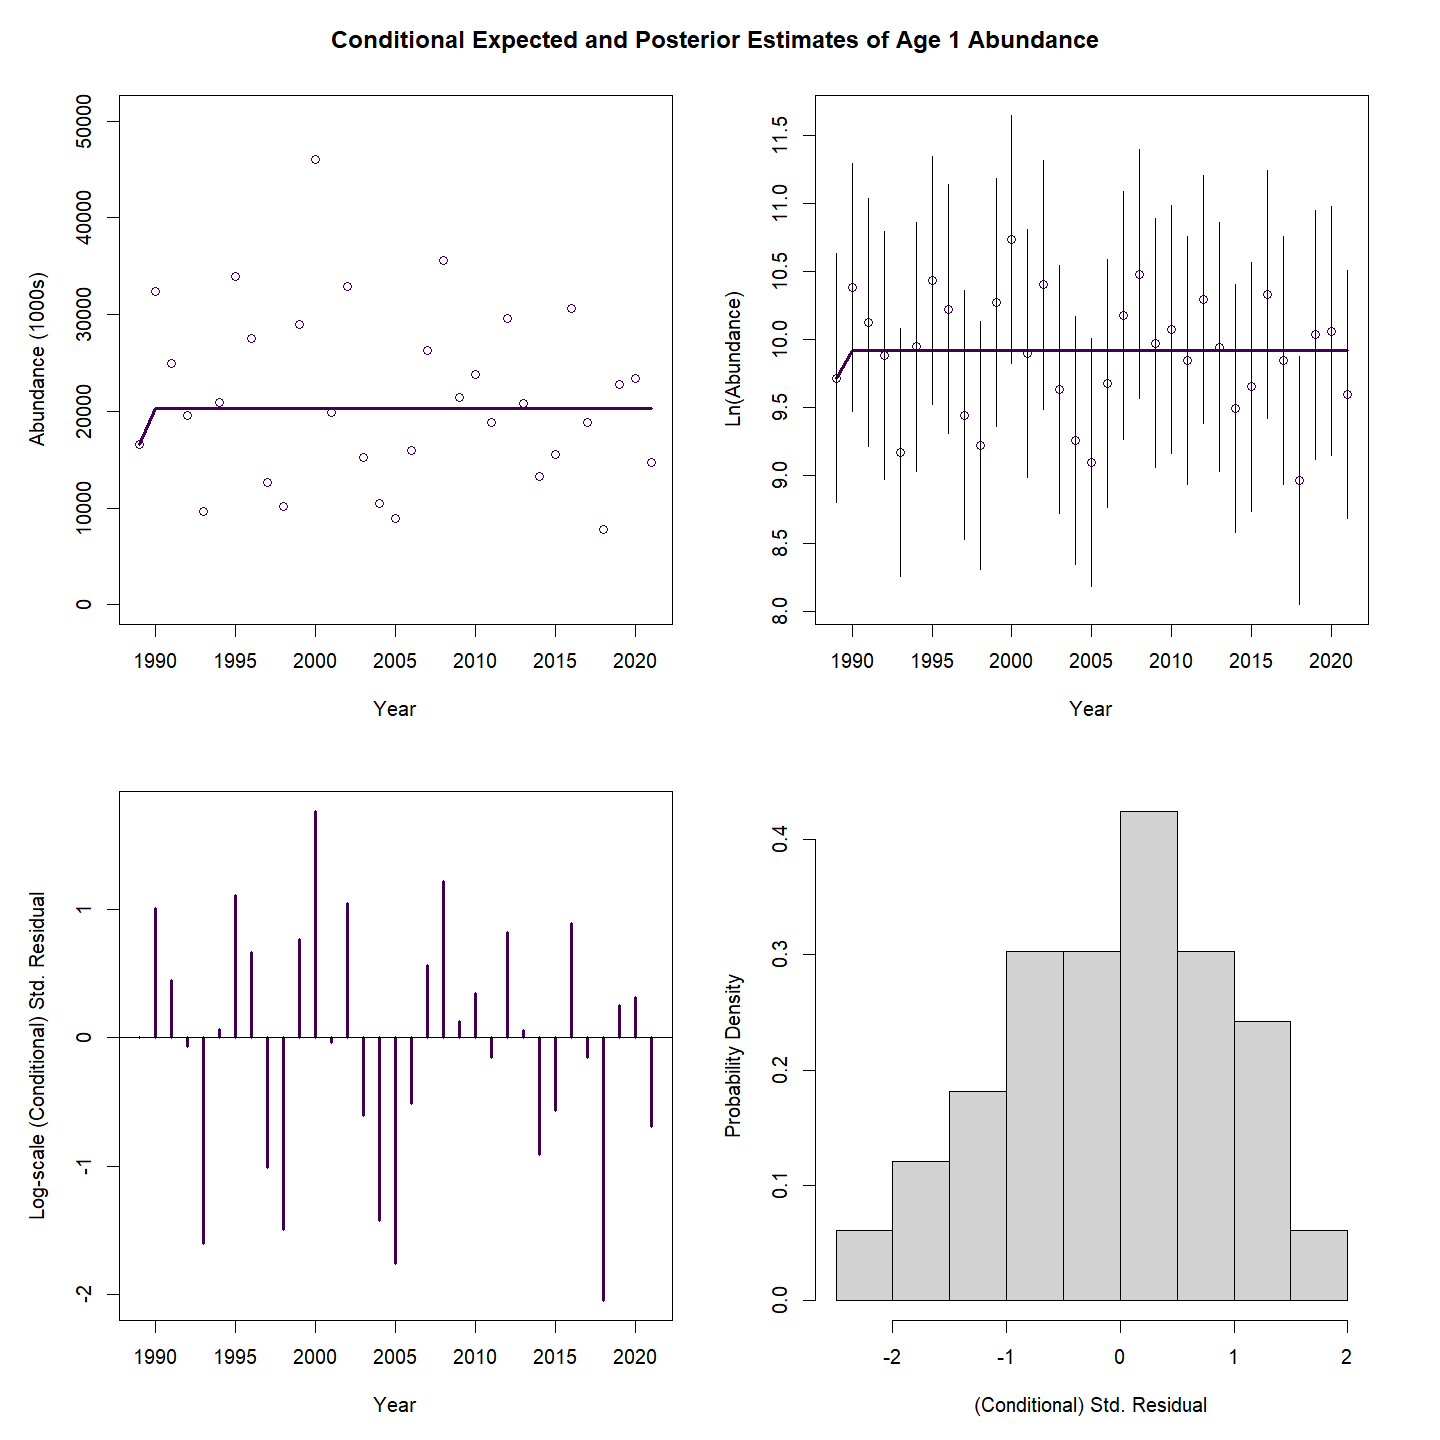 Conditional Expected and Posterior Estimates of Age 1 Abundance
Abundance (1000s)
50000
40000
30000
20000
10000
0
1990 1995 2000 2005 2010 2015 2020
Year
Ln(Abundance)
11.5
11.0
10.5
10.0
9.5
9.0
8.5
8.0
1990 1995 2000 2005 2010 2015 2020
Year
Log-scale (Conditional) Std. Residual
1
0
-1
-2
1990 1995 2000 2005 2010 2015 2020
Year
Probability Density
0.4
0.3
0.2
0.1
0.0
-2 -1 0 1 2
(Conditional) Std. Residual